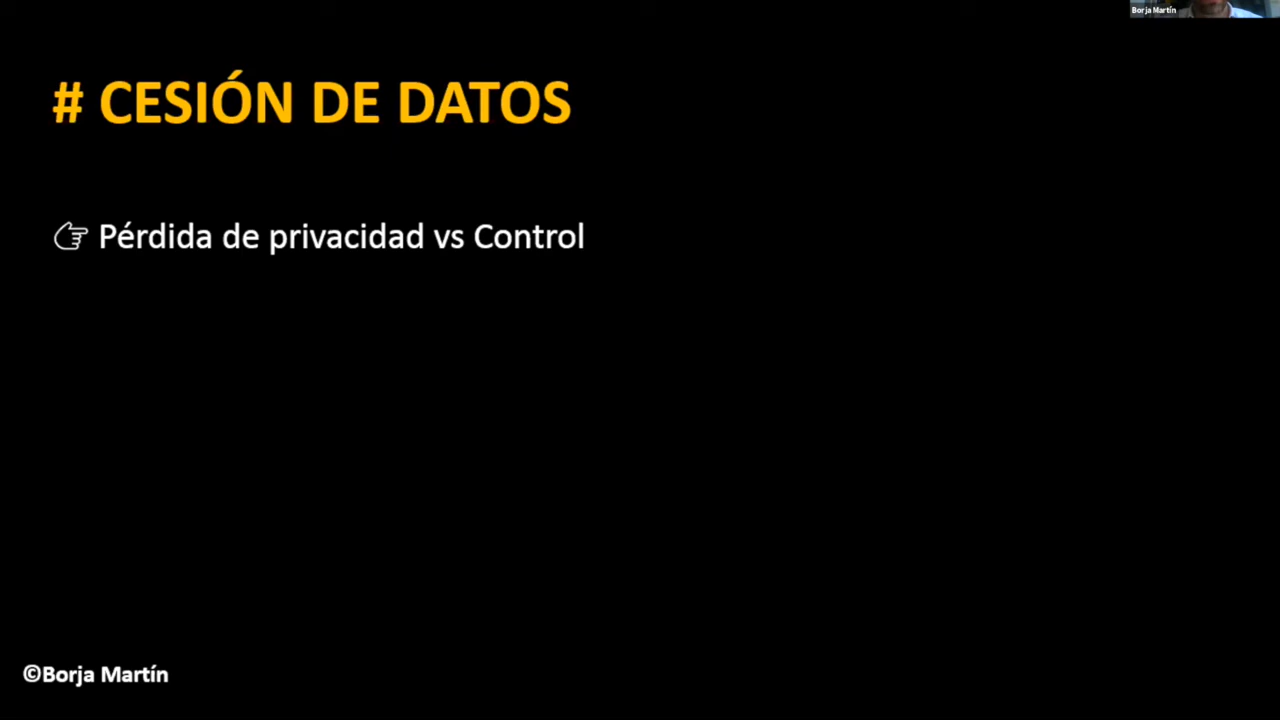 Borja Martín
# CESIÓN DE DATOS
👉 Pérdida de privacidad vs Control
©Borja Martín